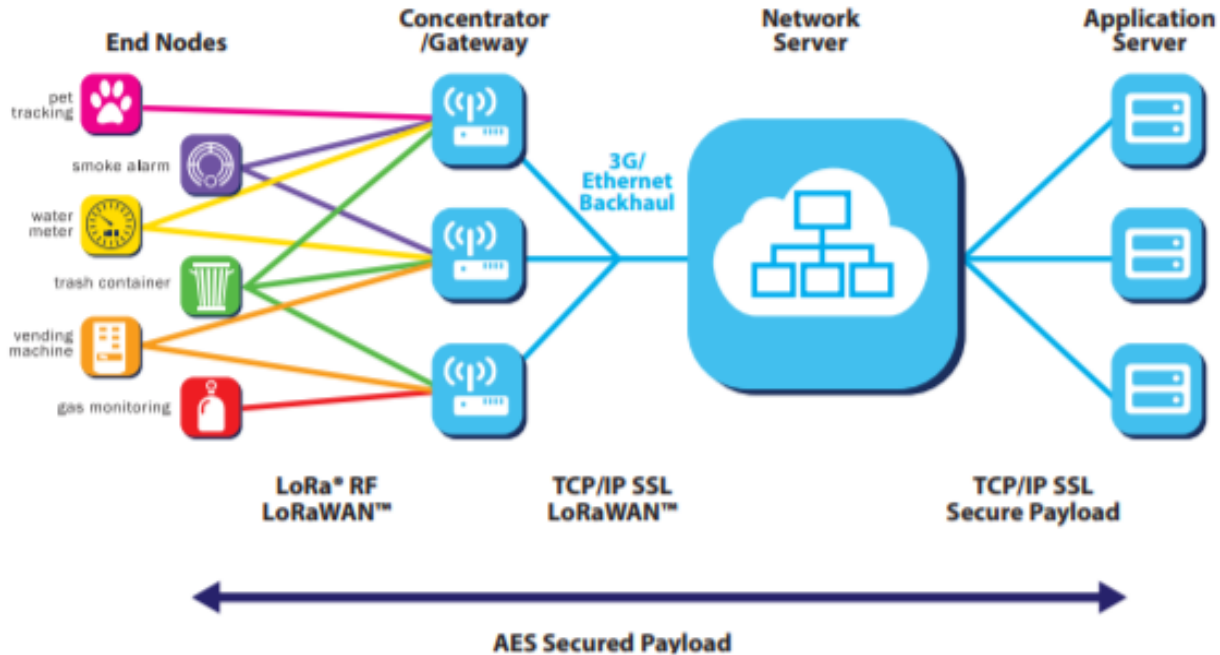 End Nodes
Concentrator
/Gateway
Network
Server
Application
Server
pet
tracking
smoke alarm
water
meter
trash container
vending
machine
gas monitoring
3G/
Ethernet
Backhaul
LoRa® RF
LoRaWAN™
TCP/IP SSL
LoRaWAN™
TCP/IP SSL
Secure Payload
AES Secured Payload